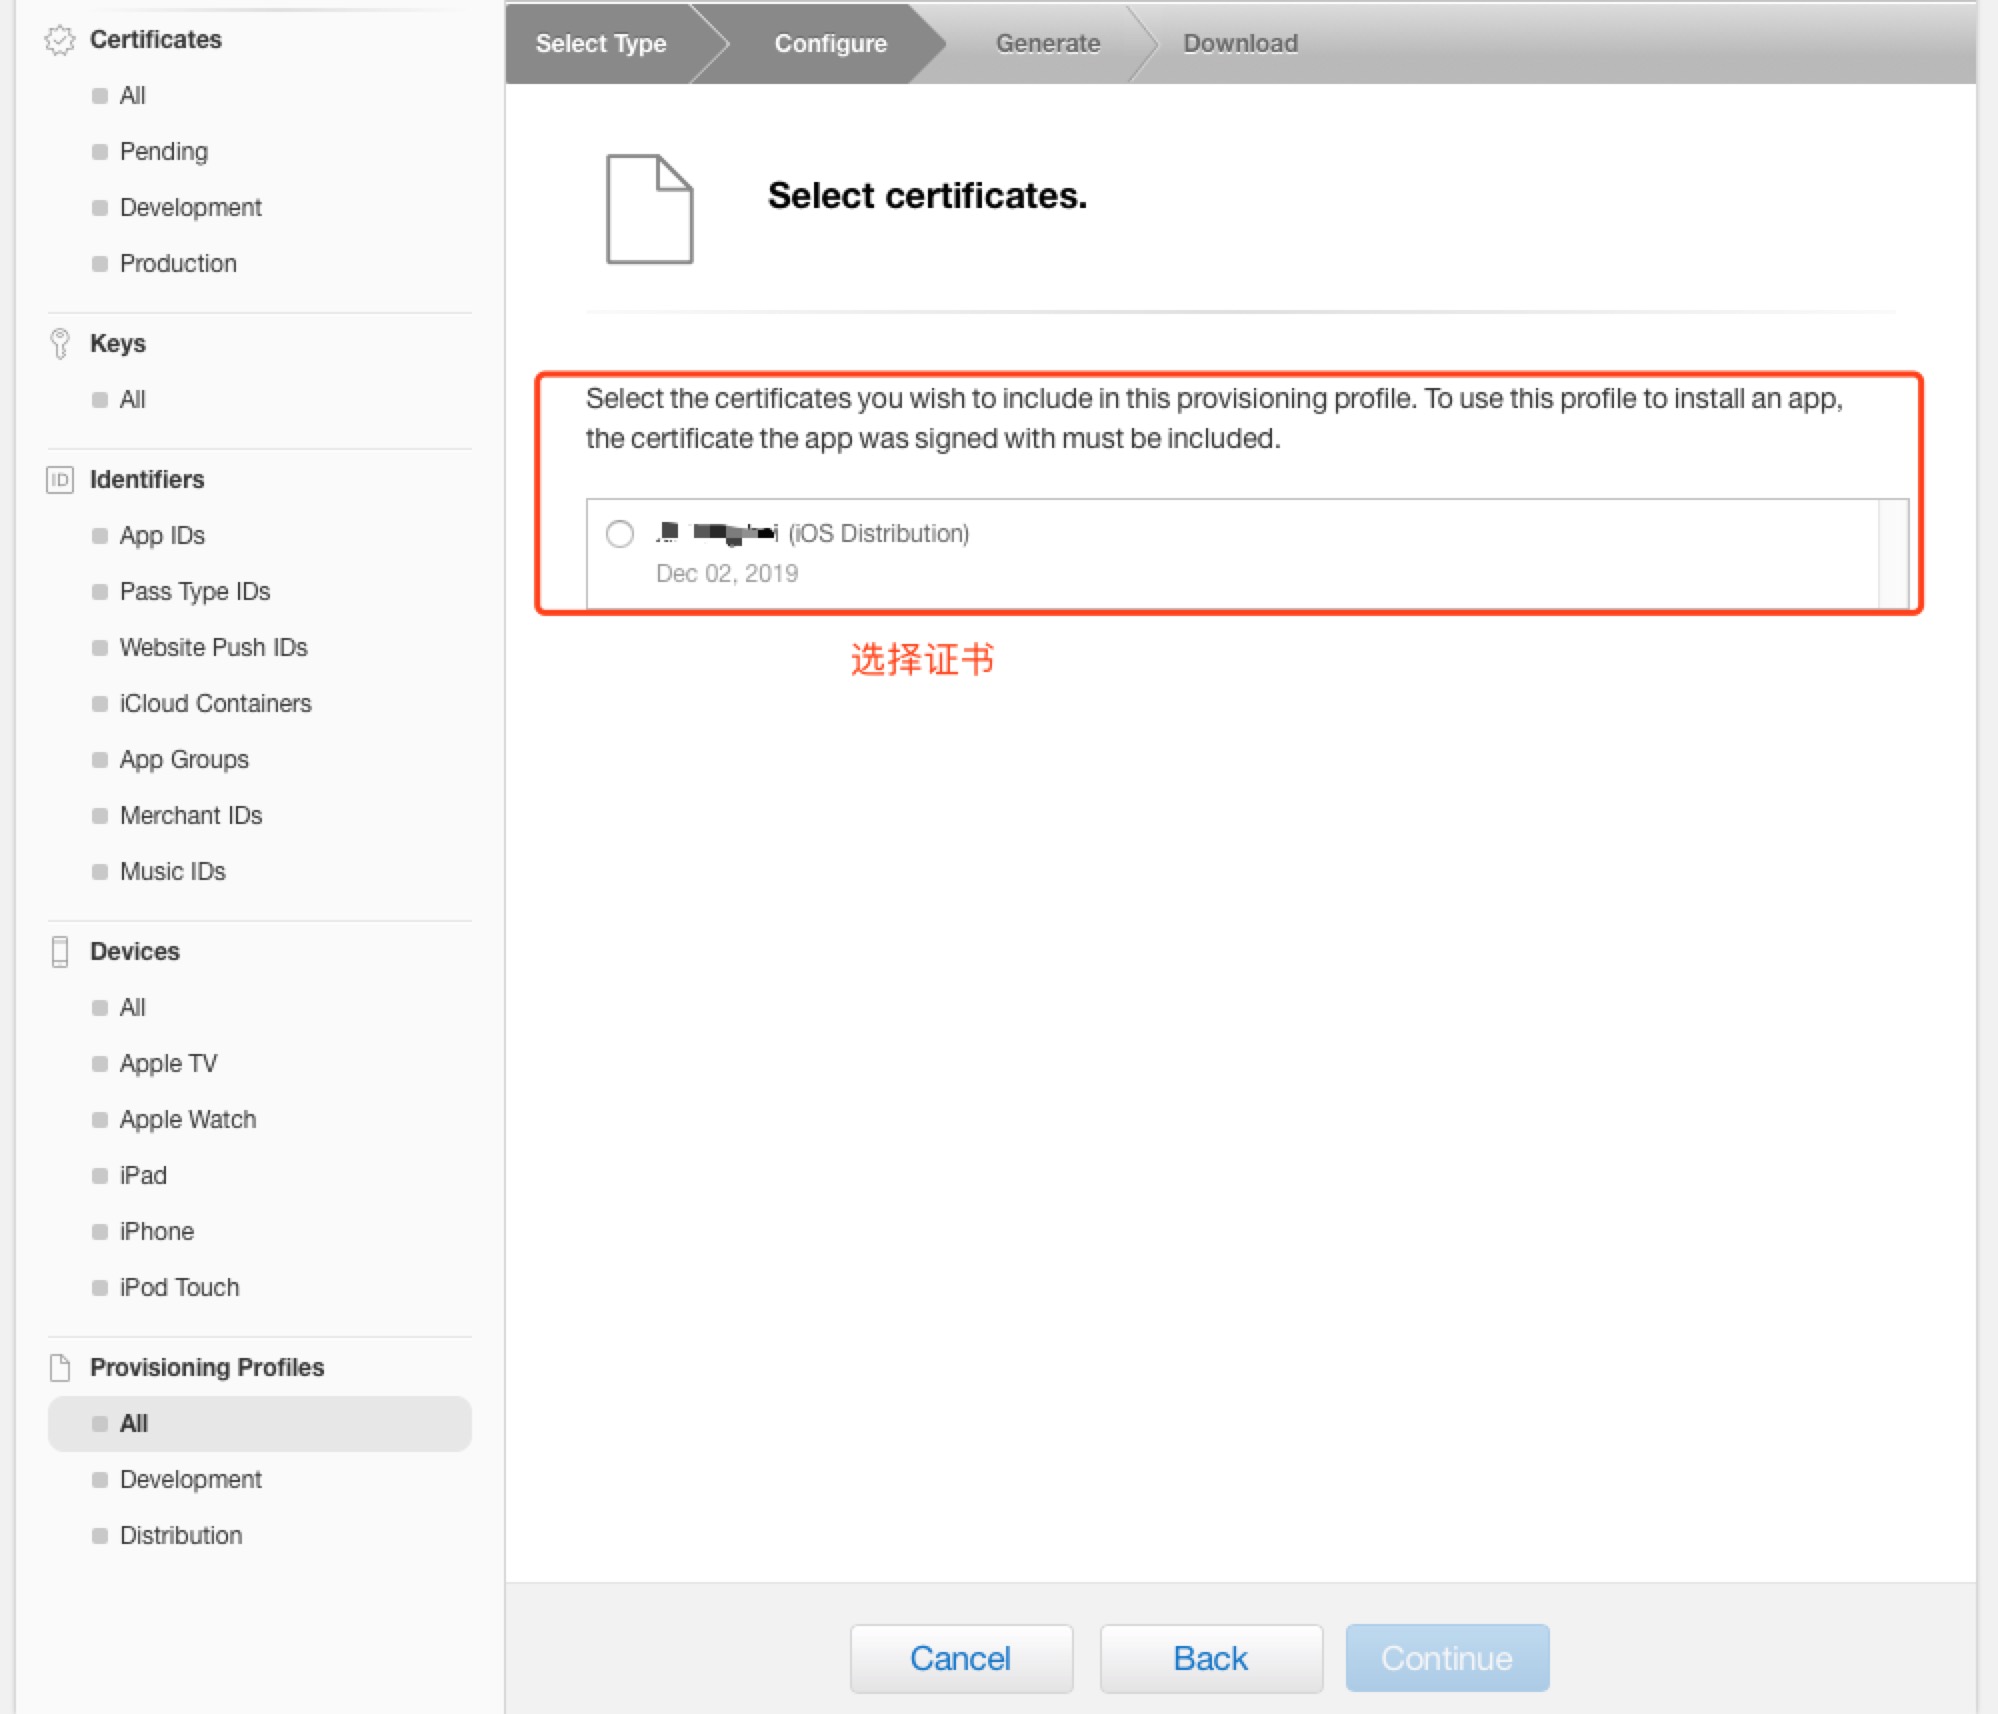 Certificates
All
Pending
Development
Production
Keys
All
ID
Identifiers
App IDs
Pass Type IDs
Website Push IDs
iCloud Containers
App Groups
Merchant IDs
Music IDs
Devices
All
Apple TV
Apple Watch
iPad
iPhone
iPod Touch
Provisioning Profiles
All
Development
Distribution
Select Type
Configure
Generate
Download
Select certificates.
Select the certificates you wish to include in this provisioning profile. To use this profile to install an app,
the certificate the app was signed with must be included.
(iOS Distribution)
Dec 02, 2019
选择证书
Cancel
Back
Continue